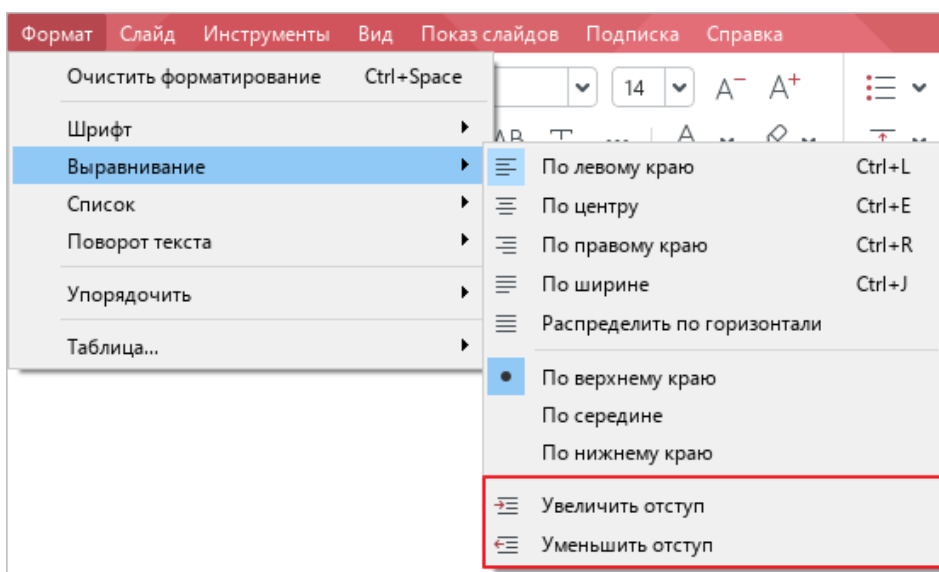 Формат Слайд Инструменты Вид Показ слайдов Подписка Справка
Очистить форматирование Ctrl+Space
14 A− A+
Шрифт
Выравнивание
Список
Поворот текста
Упорядочить
Таблица...
По левому краю Ctrl+L
По центру Ctrl+E
По правому краю Ctrl+R
По ширине Ctrl+J
Распределить по горизонтали
По верхнему краю
По середине
По нижнему краю
Увеличить отступ
Уменьшить отступ